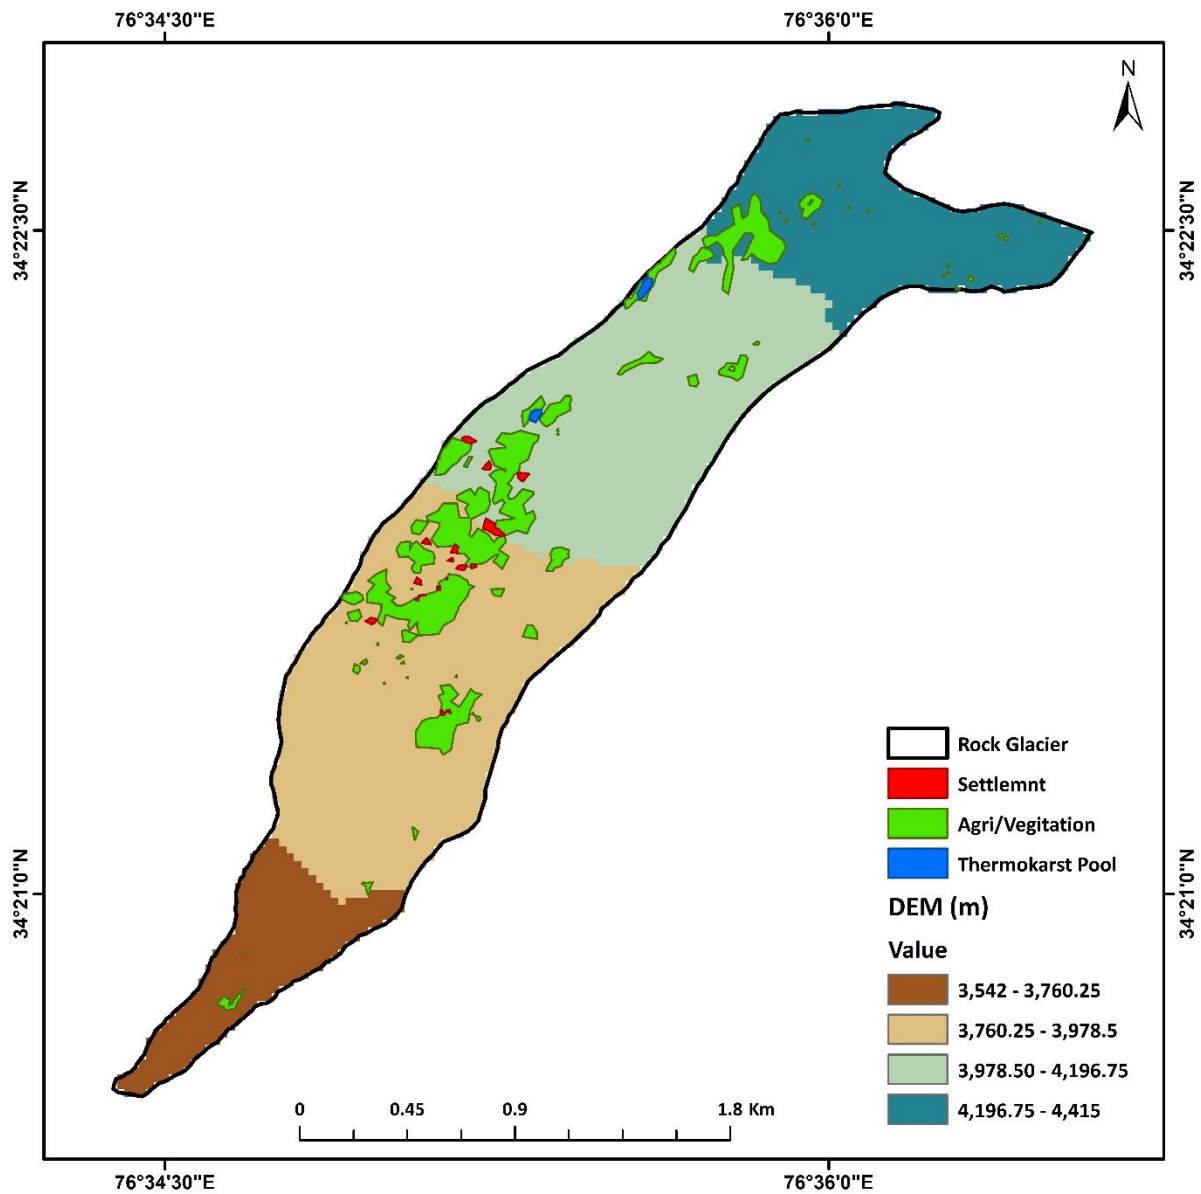 76°34'30"E 76°36'0"E
N
34°22'30"N 34°22'30"N
Rock Glacier
Settlemnt
Agri/Vegitation
Thermokarst Pool
34°21'0"N 34°21'0"N
DEM (m)
Value
3,542 - 3,760.25
3,760.25 - 3,978.5
3,978.50 - 4,196.75
4,196.75 - 4,415
0 0.45 0.9 1.8 Km
76°34'30"E 76°36'0"E